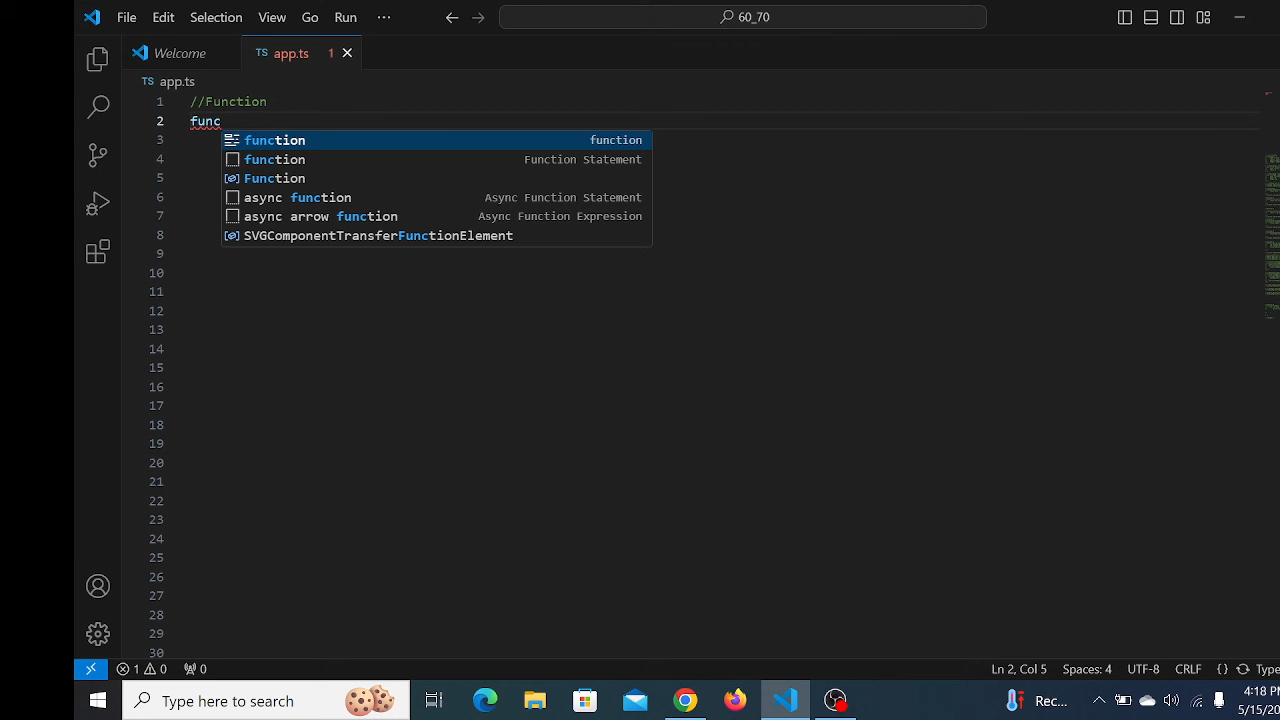 File Edit Selection View Go Run ··· 60_70
Welcome TS app.ts 1
TS app.ts
1 //Function
2 func
3 function function
4 function Function Statement
5 Function
6 async function Async Function Statement
7 async arrow function Async Function Expression
8 SVGComponentTransferFunctionElement
9
10
11
12
13
14
15
16
17
18
19
20
21
22
23
24
25
26
27
28
29
30
1 0 0 Ln 2, Col 5 Spaces: 4 UTF-8 CRLF {} Type
Type here to search Rec... 4:18 PM
5/15/20